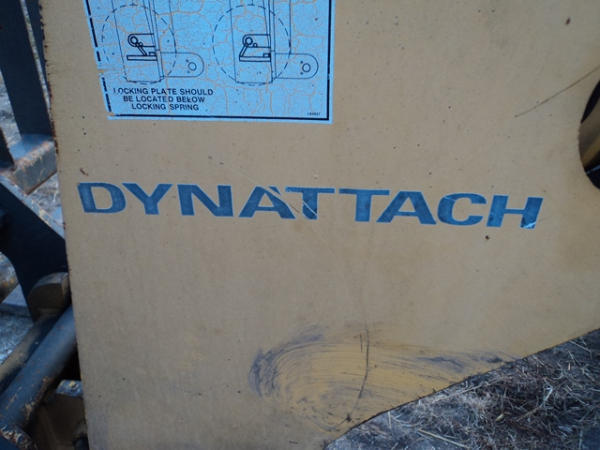 LOCKING PLATE SHOULD
BE LOCATED BELOW
LOCKING SPRING
DYNATTACH